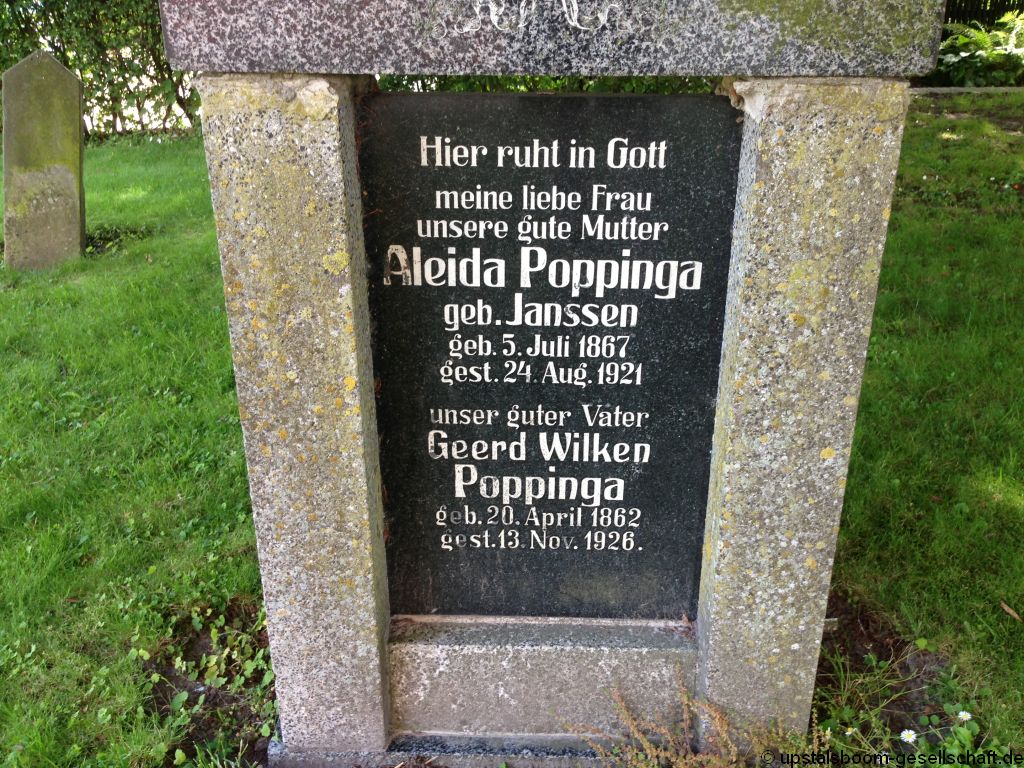 Hier ruht in Gott
meine liebe Frau
unsere gute Mutter
Aleida Poppinga
geb. Janssen
geb. 5. Juli 1867
gest. 24. Aug. 1921
unser guter Vater
Geerd Wilken
Poppinga
geb. 20. April 1862
gest. 13. Nov. 1926.
© upstalsboom-gesellschaft.de